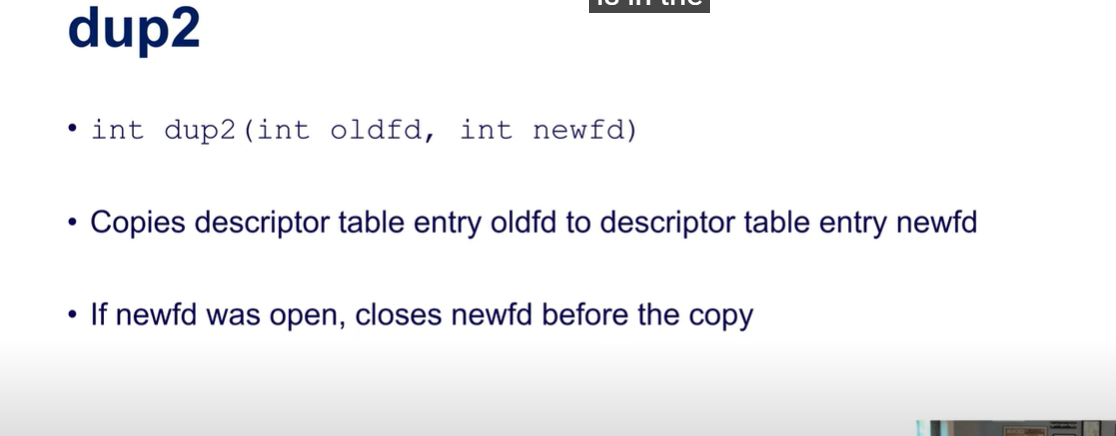 dup2
• int dup2(int oldfd, int newfd)
• Copies descriptor table entry oldfd to descriptor table entry newfd
• If newfd was open, closes newfd before the copy